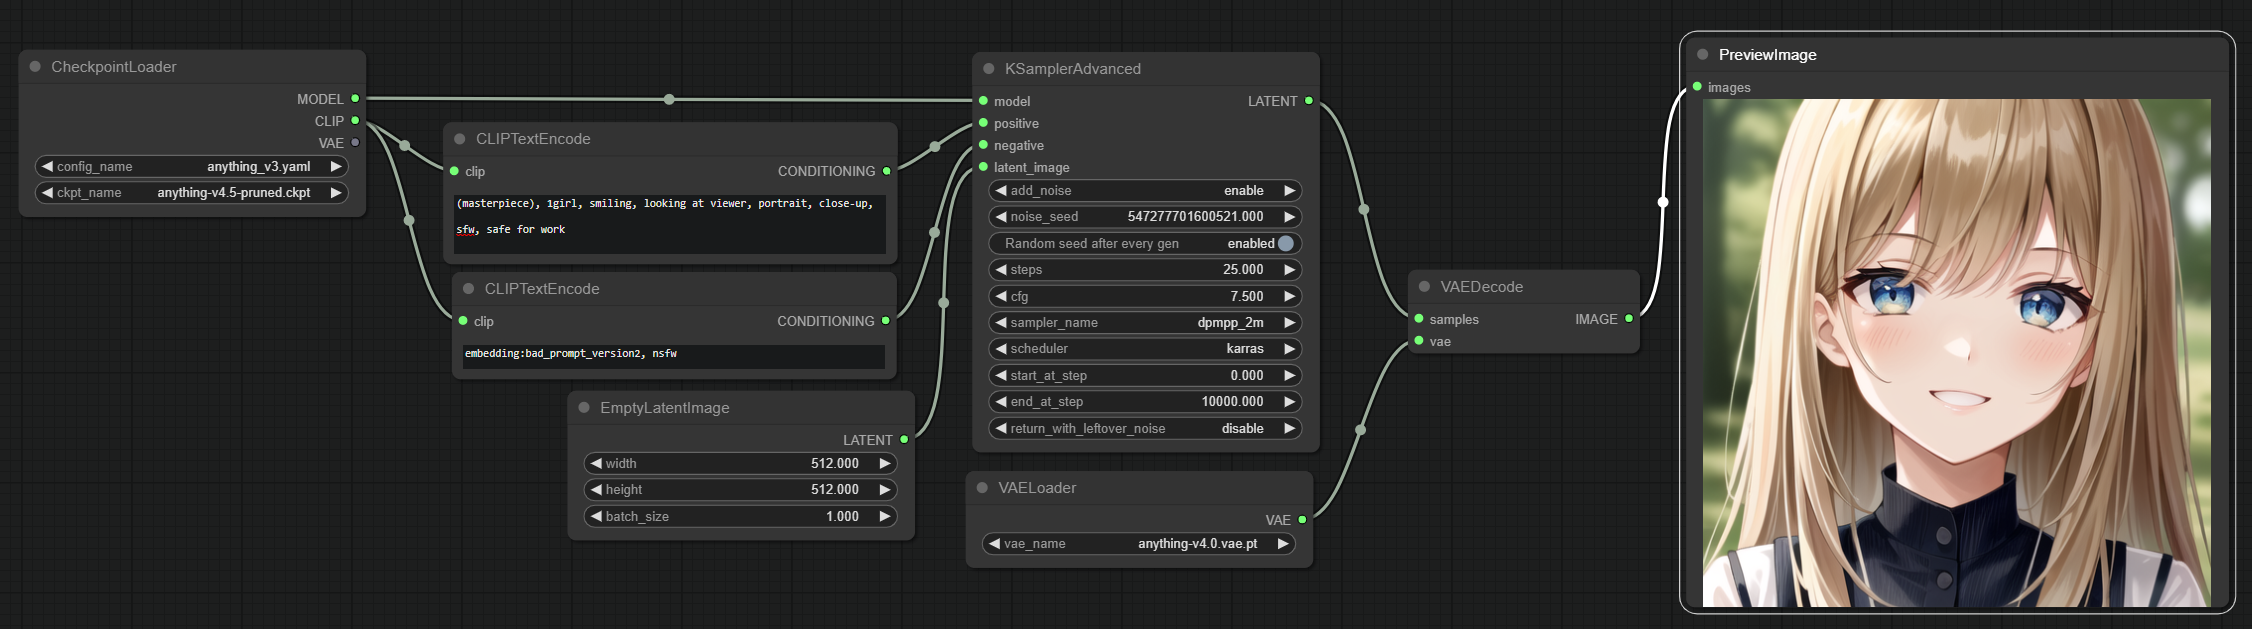 CheckpointLoader
MODEL
CLIP
VAE
config_name anything_v3.yaml
ckpt_name anything-v4.5-pruned.ckpt
CLIPTextEncode
clip CONDITIONING
(masterpiece), 1girl, smiling, looking at viewer, portrait, close-up,
sfw, safe for work
CLIPTextEncode
clip CONDITIONING
embedding:bad_prompt_version2, nsfw
EmptyLatentImage
LATENT
width 512.000
height 512.000
batch_size 1.000
KSamplerAdvanced
model LATENT
positive
negative
latent_image
add_noise enable
noise_seed 547277701600521.000
Random seed after every gen enabled
steps 25.000
cfg 7.500
sampler_name dpmpp_2m
scheduler karras
start_at_step 0.000
end_at_step 10000.000
return_with_leftover_noise disable
VAELoader
VAE
vae_name anything-v4.0.vae.pt
VAEDecode
samples IMAGE
vae
PreviewImage
images